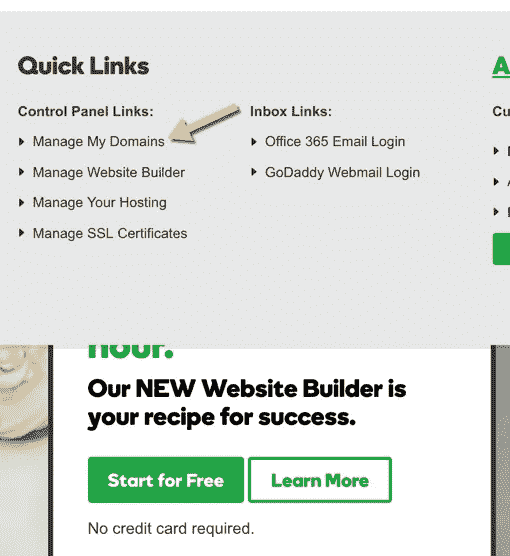 Quick Links
A
Control Panel Links:
Inbox Links:
Cu
Manage My Domains
Office 365 Email Login
Manage Website Builder
GoDaddy Webmail Login
Manage Your Hosting
Manage SSL Certificates
hour.
Our NEW Website Builder is
your recipe for success.
Start for Free
Learn More
No credit card required.